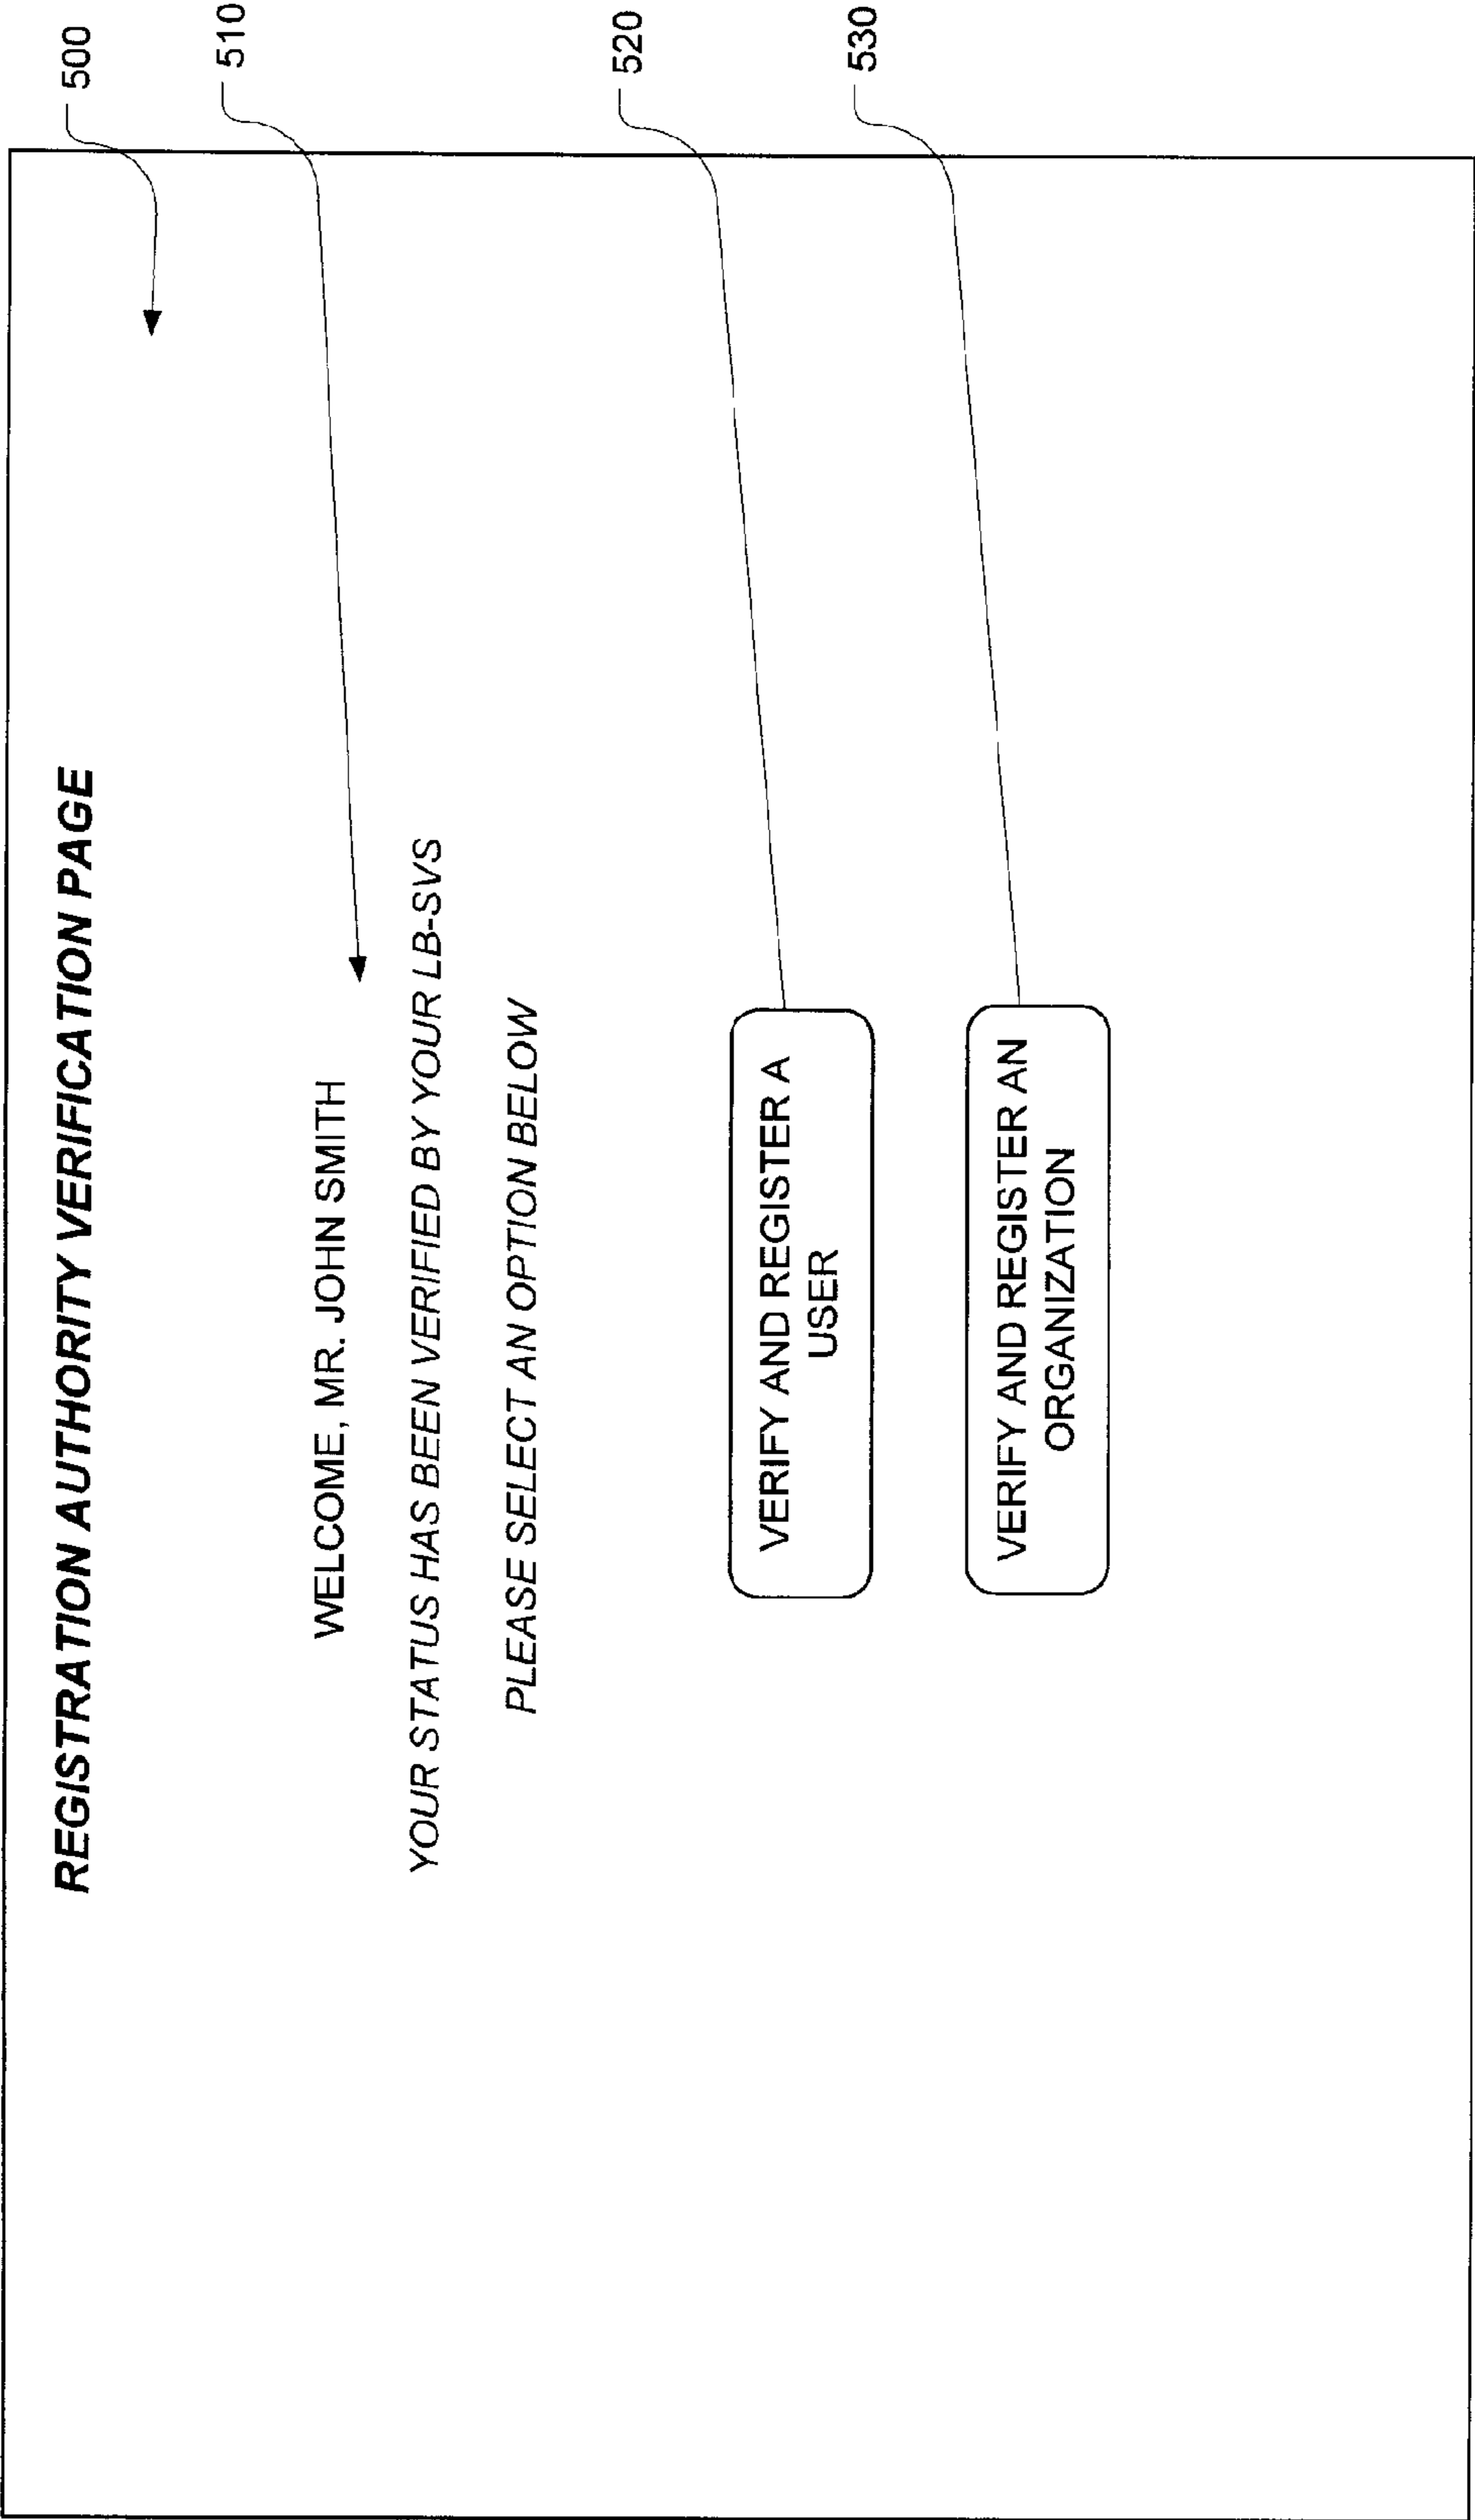 REGISTRATION AUTHORITY VERIFICATION PAGE
500
510
WELCOME, MR. JOHN SMITH
YOUR STATUS HAS BEEN VERIFIED BY YOUR LB-SVS
PLEASE SELECT AN OPTION BELOW
520
VERIFY AND REGISTER A
USER
530
VERIFY AND REGISTER AN
ORGANIZATION